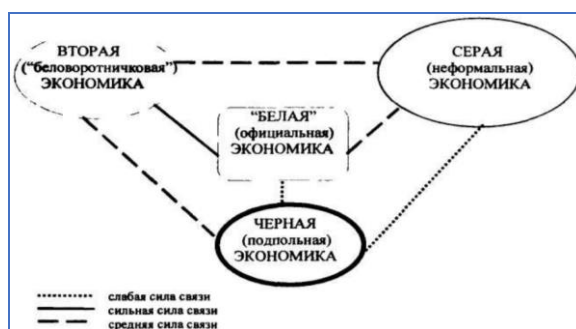 ВТОРАЯ
("беловоротничковая")
ЭКОНОМИКА
СЕРАЯ
(неформальная)
ЭКОНОМИКА
"БЕЛАЯ"
(официальная)
ЭКОНОМИКА
ЧЕРНАЯ
(подпольная)
ЭКОНОМИКА
слабая сила связи
сильная сила связи
средняя сила связи